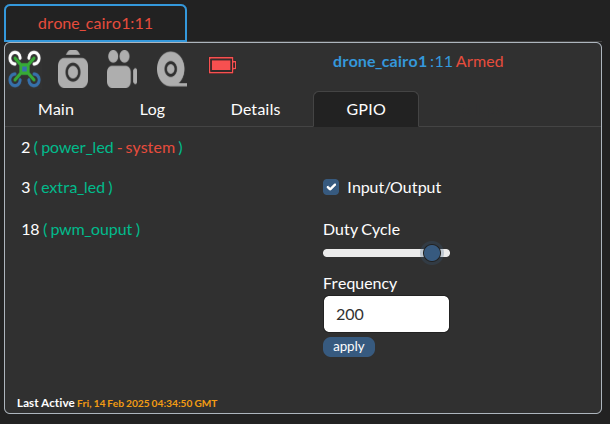 drone_cairo1:11
drone_cairo1 :11 Armed
Main Log Details GPIO
2 ( power_led - system )
3 ( extra_led ) Input/Output
18 ( pwm_ouput ) Duty Cycle
Frequency
200
apply
Last Active Fri, 14 Feb 2025 04:34:50 GMT